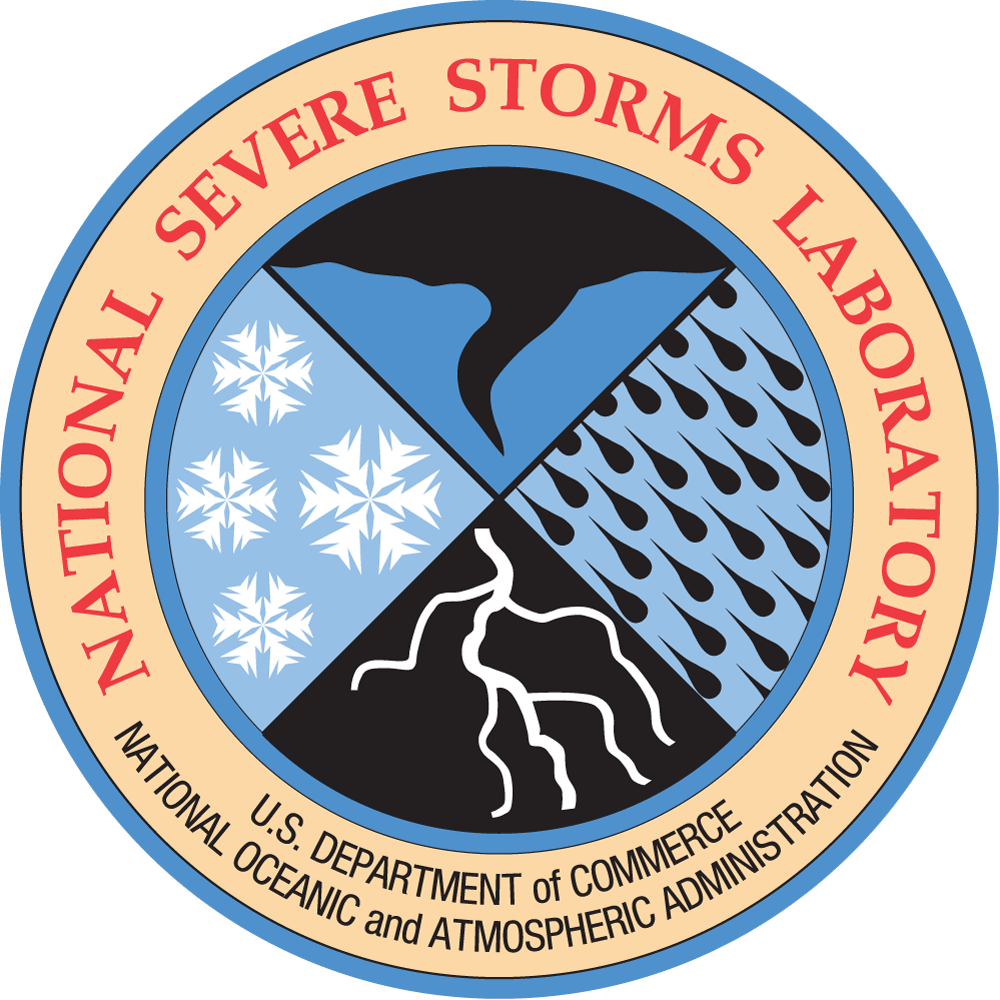 NATIONAL SEVERE STORMS LABORATORY
U.S. DEPARTMENT of COMMERCE
NATIONAL OCEANIC and ATMOSPHERIC ADMINISTRATION